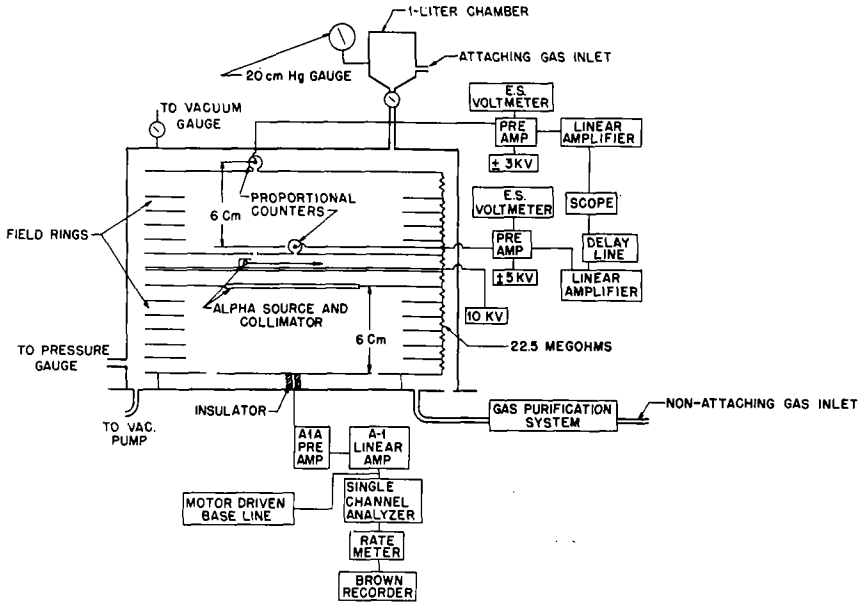 1-LITER CHAMBER
ATTACHING GAS INLET
20 cm Hg GAUGE
TO VACUUM
GAUGE
E.S.
VOLTMETER
PRE
AMP
LINEAR
AMPLIFIER
± 3KV
PROPORTIONAL
COUNTERS
6 Cm
E.S.
VOLTMETER
SCOPE
FIELD RINGS
PRE
AMP
DELAY
LINE
±5KV
LINEAR
AMPLIFIER
ALPHA SOURCE AND
COLLIMATOR
10 KV
6 Cm
22.5 MEGOHMS
TO PRESSURE
GAUGE
INSULATOR
TO VAC.
PUMP
GAS PURIFICATION
SYSTEM
NON-ATTACHING GAS INLET
A1A
PRE
AMP
A-1
LINEAR
AMP
MOTOR DRIVEN
BASE LINE
SINGLE
CHANNEL
ANALYZER
RATE
METER
BROWN
RECORDER